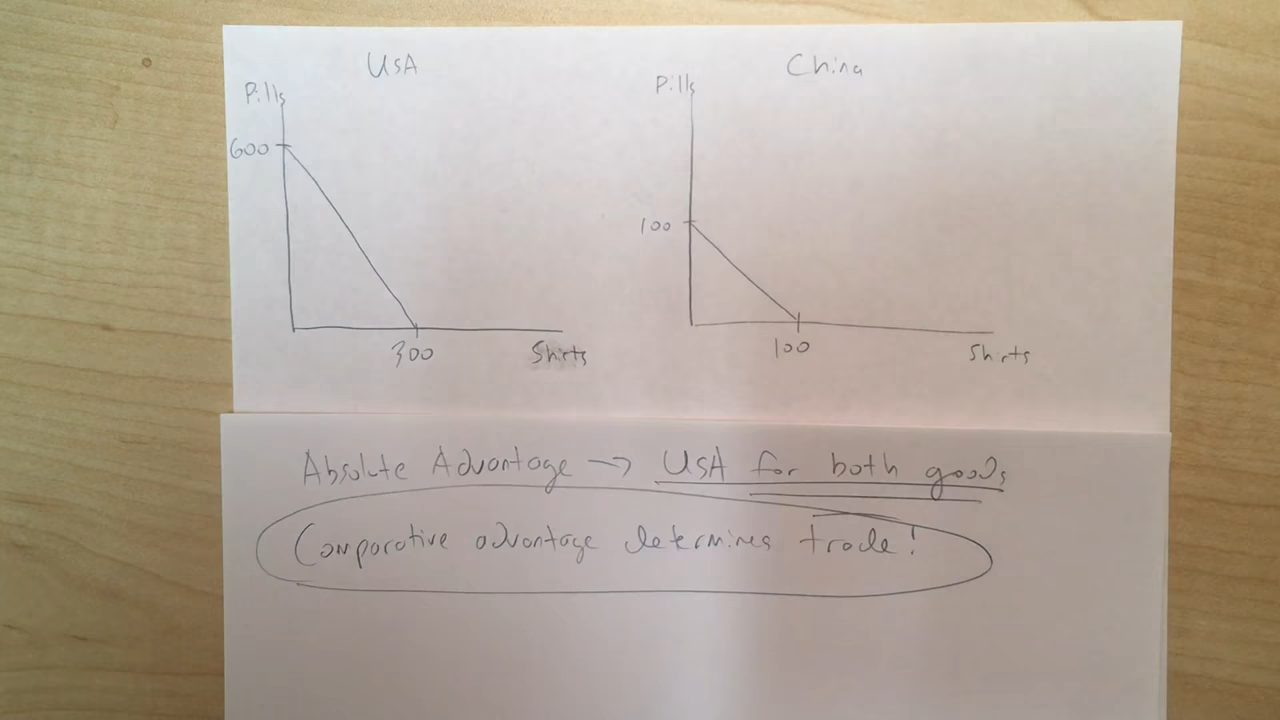 USA
Pills
600
300
Shirts
China
Pills
100
100
Shirts
Absolute Advantage → USA for both goods
Comparative advantage determines trade!